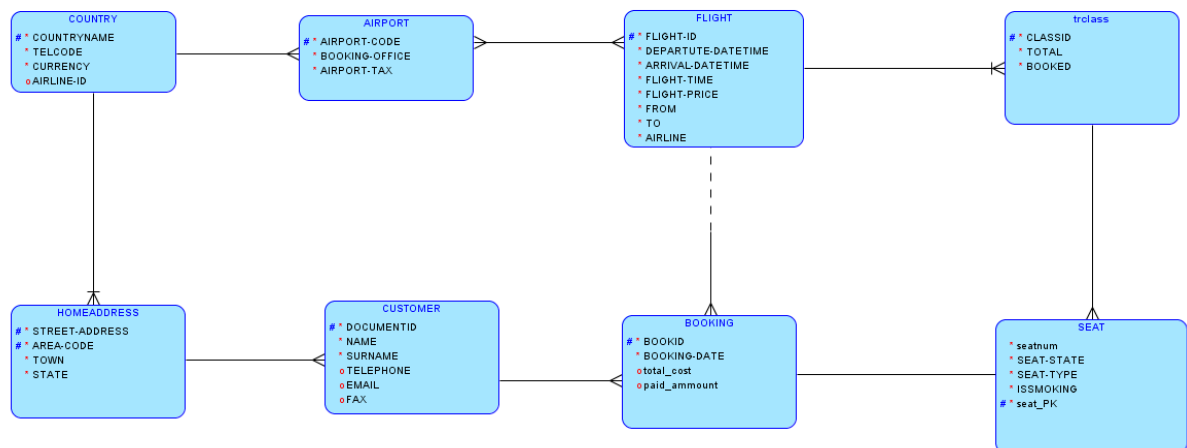 COUNTRY
# * COUNTRYNAME
* TELCODE
* CURRENCY
o AIRLINE-ID
AIRPORT
# * AIRPORT-CODE
* BOOKING-OFFICE
* AIRPORT-TAX
FLIGHT
# * FLIGHT-ID
* DEPARTUTE-DATETIME
* ARRIVAL-DATETIME
* FLIGHT-TIME
* FLIGHT-PRICE
* FROM
* TO
* AIRLINE
trclass
# * CLASSID
* TOTAL
* BOOKED
HOMEADDRESS
# * STREET-ADDRESS
# * AREA-CODE
* TOWN
* STATE
CUSTOMER
# * DOCUMENTID
* NAME
* SURNAME
o TELEPHONE
o EMAIL
o FAX
BOOKING
# * BOOKID
* BOOKING-DATE
o total_cost
o paid_ammount
SEAT
* seatnum
* SEAT-STATE
* SEAT-TYPE
* ISSMOKING
# * seat_PK